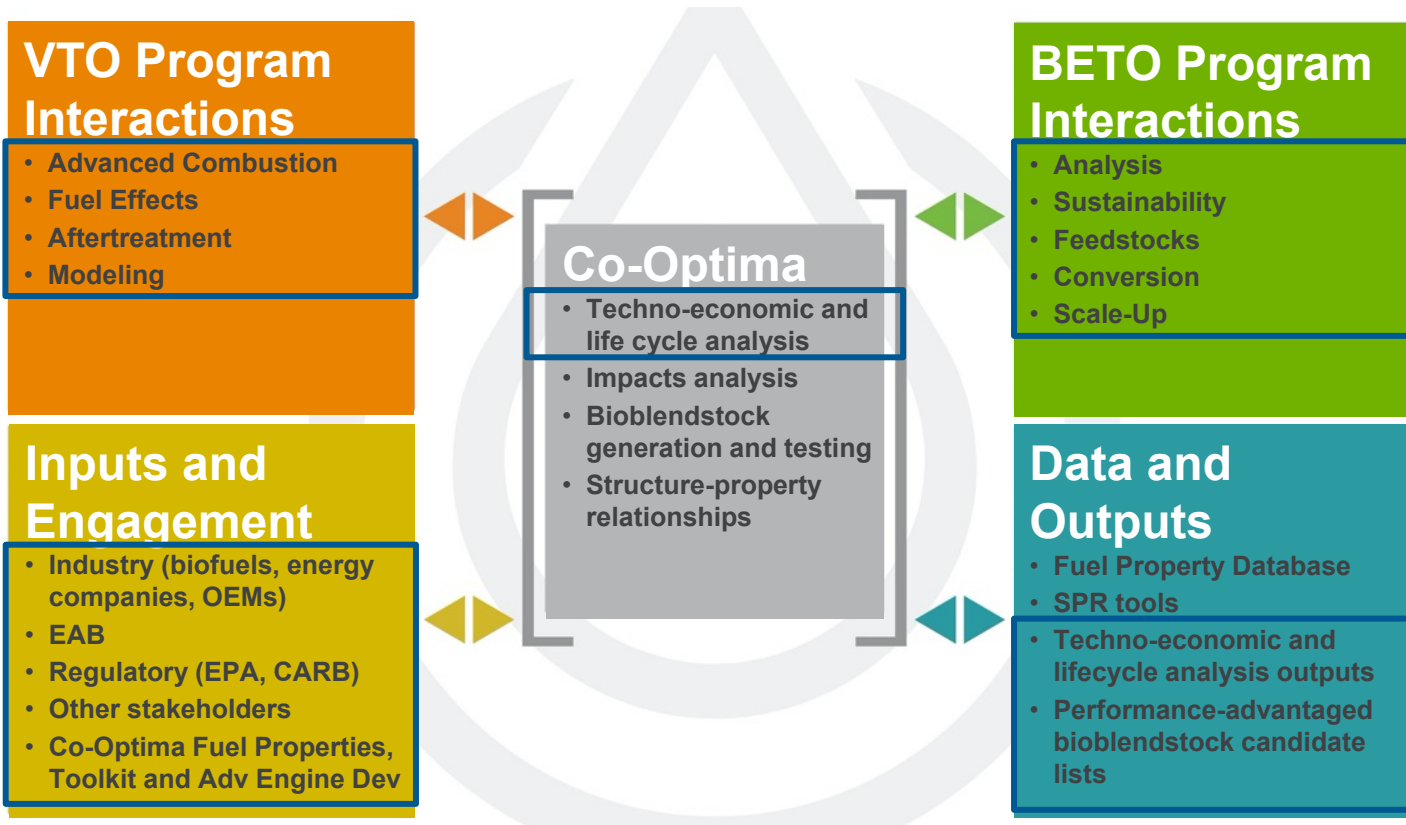 VTO Program
Interactions
• Advanced Combustion
• Fuel Effects
• Aftertreatment
• Modeling
Inputs and
Engagement
• Industry (biofuels, energy
companies, OEMs)
• EAB
• Regulatory (EPA, CARB)
• Other stakeholders
• Co-Optima Fuel Properties,
Toolkit and Adv Engine Dev
Co-Optima
• Techno-economic and
life cycle analysis
• Impacts analysis
• Bioblendstock
generation and testing
• Structure-property
relationships
BETO Program
Interactions
• Analysis
• Sustainability
• Feedstocks
• Conversion
• Scale-Up
Data and
Outputs
• Fuel Property Database
• SPR tools
• Techno-economic and
lifecycle analysis outputs
• Performance-advantaged
bioblendstock candidate
lists